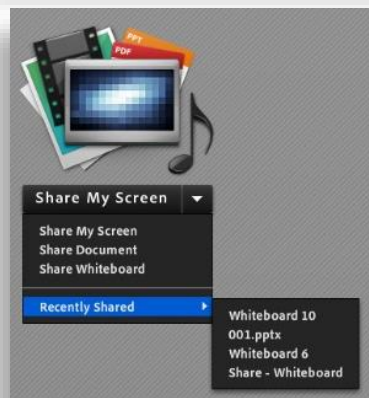 PPT
PDF
Share My Screen
Share My Screen
Share Document
Share Whiteboard
Recently Shared
Whiteboard 10
001.pptx
Whiteboard 6
Share - Whiteboard